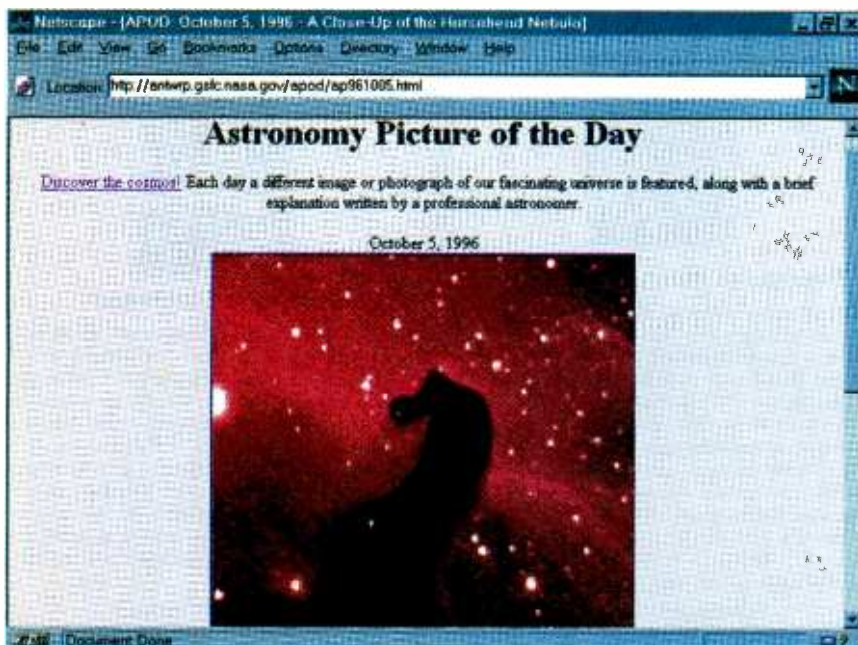 Netscape - [APOD: October 5, 1996 - A Close-Up of the Horsehead Nebula]
File Edit View Go Bookmarks Options Directory Window Help
Location: http://antwrp.gsfc.nasa.gov/apod/ap961005.html
Astronomy Picture of the Day
Discover the cosmos! Each day a different image or photograph of our fascinating universe is featured, along with a brief
explanation written by a professional astronomer.
October 5, 1996
Document: Done